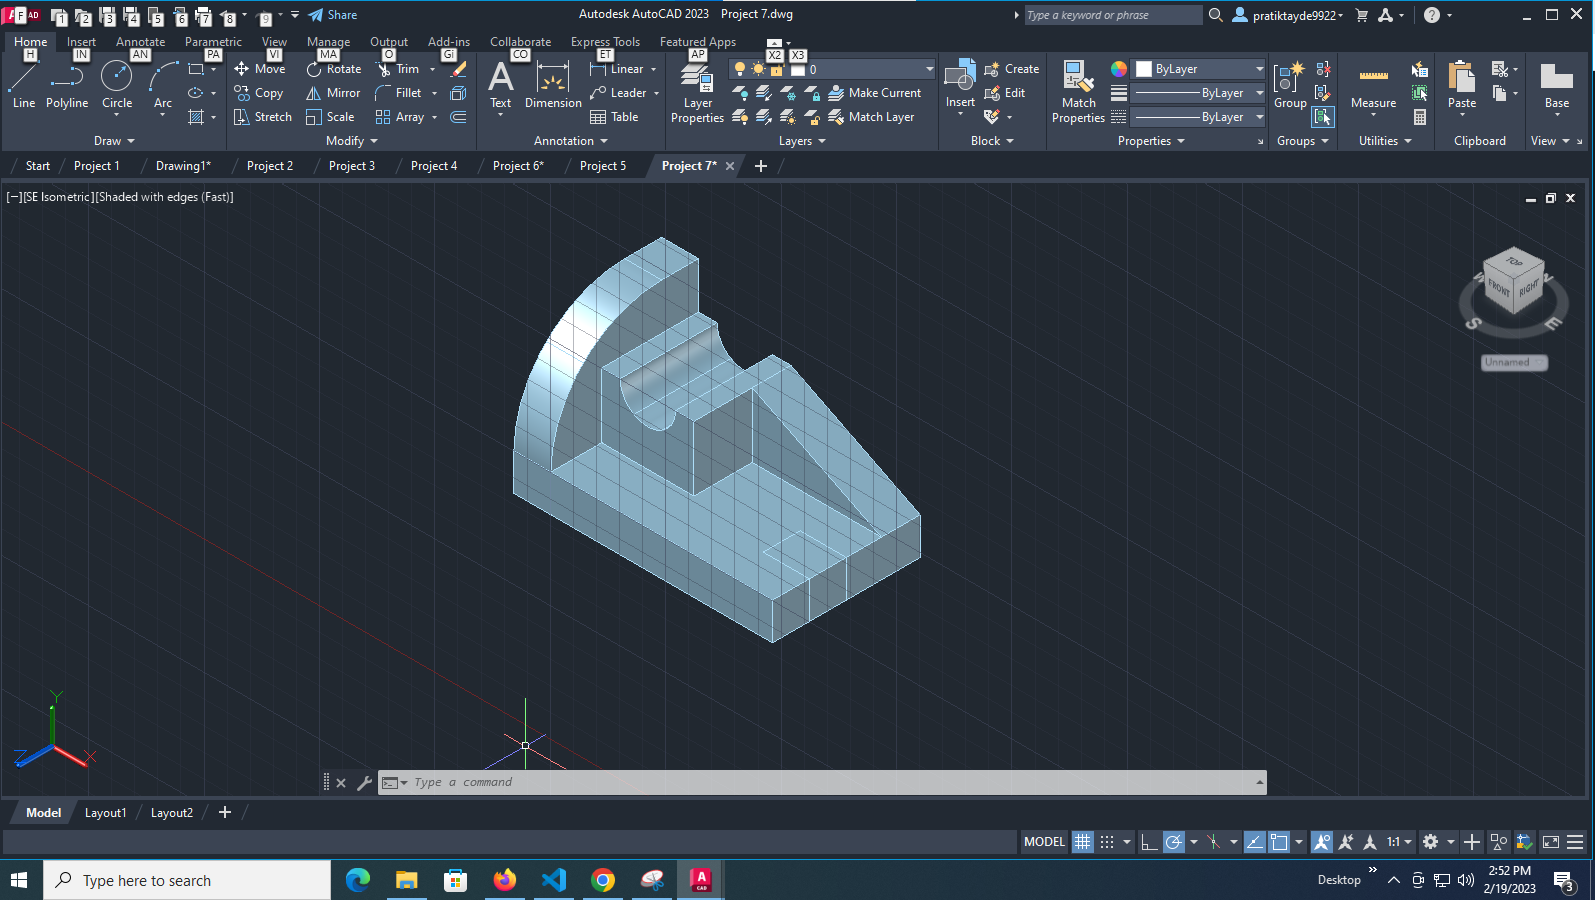 F AD 1 2 3 4 5 6 7 8 9 Share Autodesk AutoCAD 2023 Project 7.dwg Type a keyword or phrase pratiktayde9922 ?
Home Insert Annotate Parametric View Manage Output Add-ins Collaborate Express Tools Featured Apps
H IN AN PA VI MA O GI CO ET AP X2 X3
Line Polyline Circle Arc
Move Rotate Trim
Copy Mirror Fillet
Stretch Scale Array
Text Dimension
Linear
Leader
Table
Layer
Properties
0
Make Current
Match Layer
Insert
Create
Edit
Match
Properties
ByLayer
ByLayer
ByLayer
Group Measure Paste Base
Draw Modify Annotation Layers Block Properties Groups Utilities Clipboard View
Start Project 1 Drawing1* Project 2 Project 3 Project 4 Project 6* Project 5 Project 7*
[−][SE Isometric][Shaded with edges (Fast)]
TOP
FRONT RIGHT
W N
S E
Unnamed
Y
Z X
Type a command
Model Layout1 Layout2
MODEL 1:1
Type here to search
A
CAD
Desktop
2:52 PM
2/19/2023
3